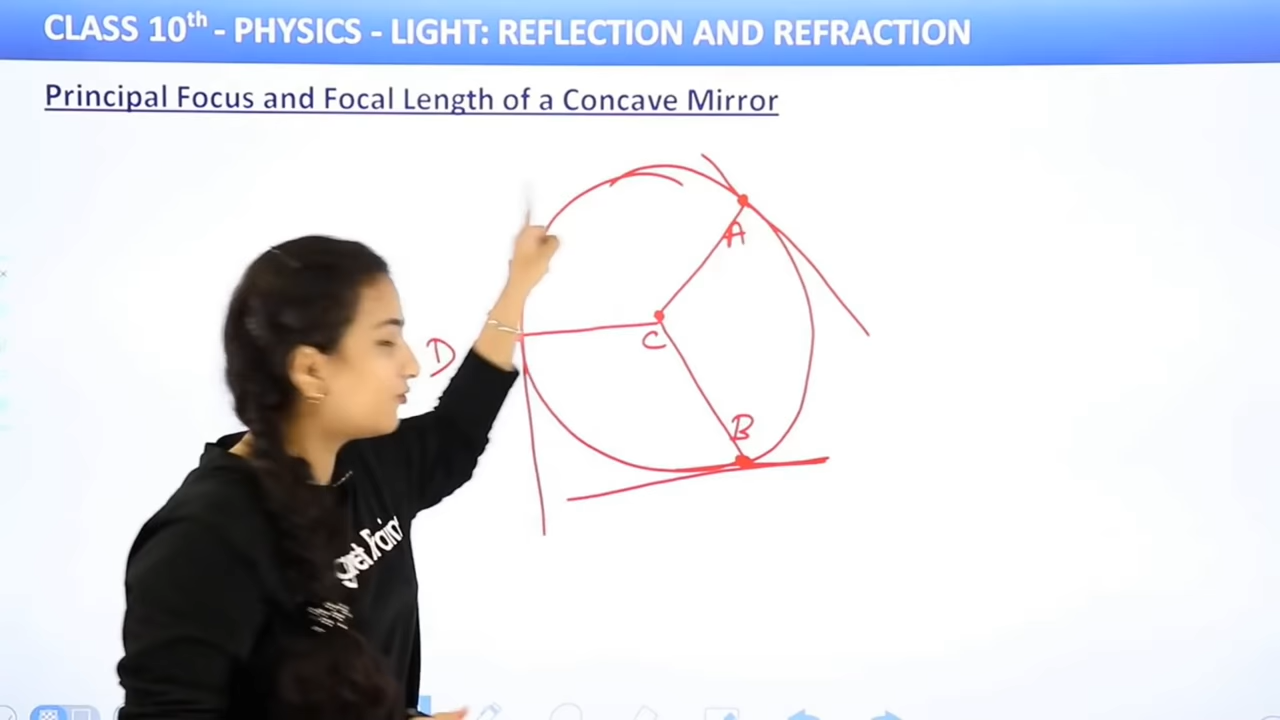 CLASS 10th - PHYSICS - LIGHT: REFLECTION AND REFRACTION
Principal Focus and Focal Length of a Concave Mirror
A
D
C
B